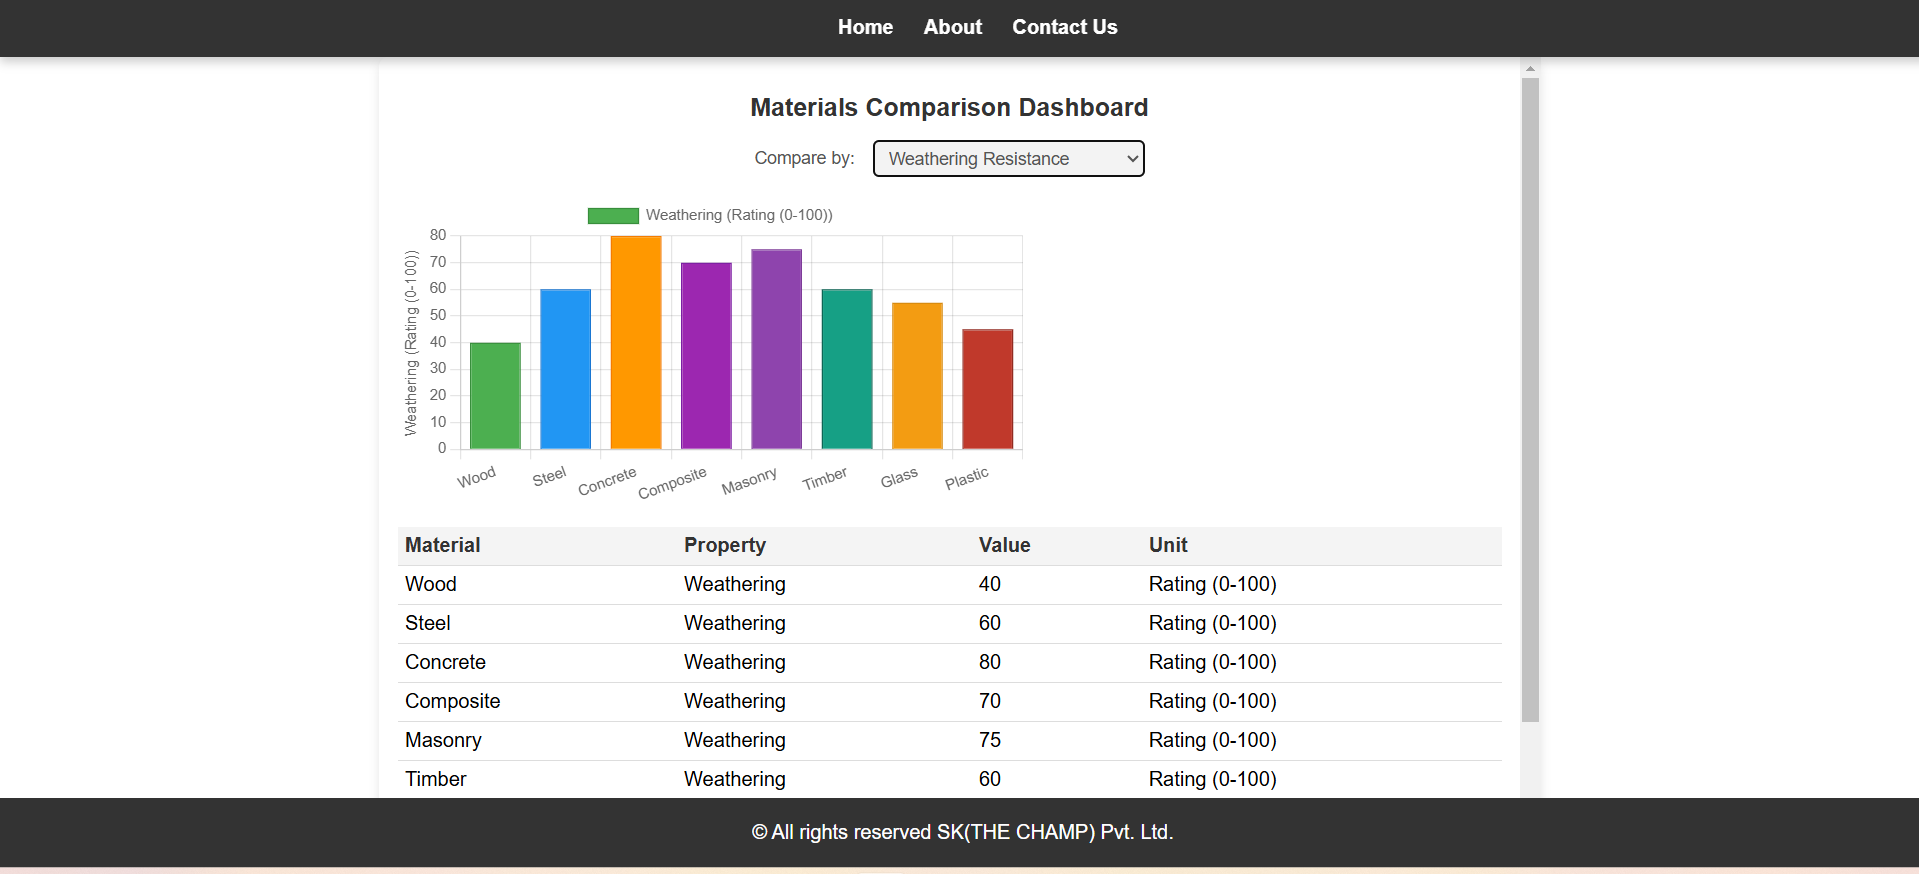 Home About Contact Us
Materials Comparison Dashboard
Compare by: Weathering Resistance
Weathering (Rating (0-100))
Weathering (Rating (0-100))
80
70
60
50
40
30
20
10
0
Wood Steel Concrete Composite Masonry Timber Glass Plastic
Material Property Value Unit
Wood Weathering 40 Rating (0-100)
Steel Weathering 60 Rating (0-100)
Concrete Weathering 80 Rating (0-100)
Composite Weathering 70 Rating (0-100)
Masonry Weathering 75 Rating (0-100)
Timber Weathering 60 Rating (0-100)
© All rights reserved SK(THE CHAMP) Pvt. Ltd.